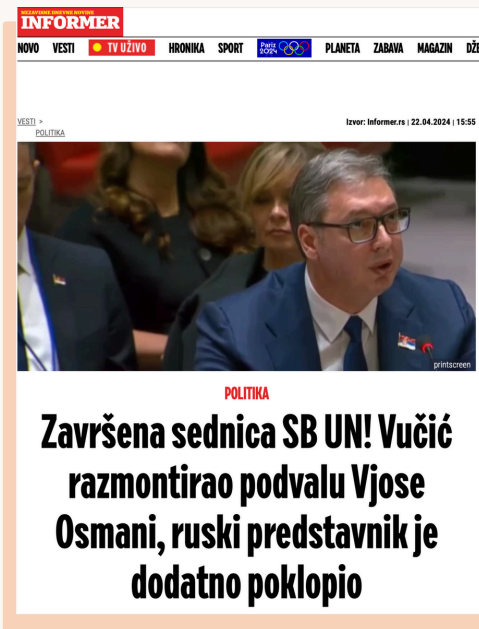 NEZAVISNE DNEVNE NOVINE
INFORMER
NOVO VESTI TV UŽIVO HRONIKA SPORT Pariz 2024 PLANETA ZABAVA MAGAZIN
VESTI >
POLITIKA
Izvor: Informer.rs | 22.04.2024 | 15:55
printscreen
POLITIKA
Završena sednica SB UN! Vučić
razmontirao podvalu Vjose
Osmani, ruski predstavnik je
dodatno poklopio